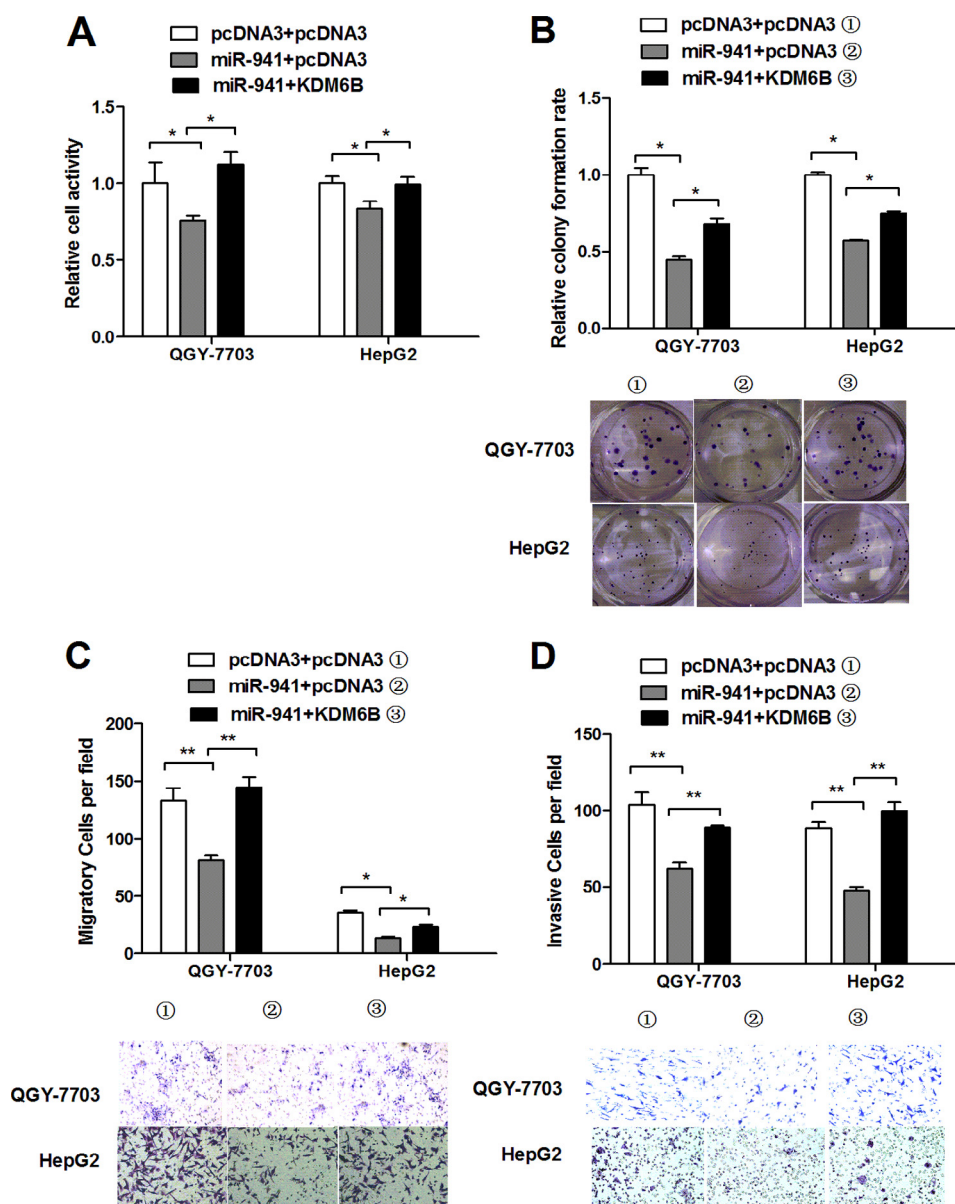 A
pcDNA3+pcDNA3
miR-941+pcDNA3
miR-941+KDM6B
Relative cell activity
1.5
1.0
0.5
0.0
* * * *
QGY-7703 HepG2
B
pcDNA3+pcDNA3 ①
miR-941+pcDNA3 ②
miR-941+KDM6B ③
Relative colony formation rate
1.5
1.0
0.5
0.0
* * * *
QGY-7703 HepG2
① ② ③
QGY-7703
HepG2
C
pcDNA3+pcDNA3 ①
miR-941+pcDNA3 ②
miR-941+KDM6B ③
Migratory Cells per field
200
150
100
50
0
** ** * *
QGY-7703 HepG2
① ② ③
QGY-7703
HepG2
D
pcDNA3+pcDNA3 ①
miR-941+pcDNA3 ②
miR-941+KDM6B ③
Invasive Cells per field
150
100
50
0
** ** ** **
QGY-7703 HepG2
① ② ③
QGY-7703
HepG2